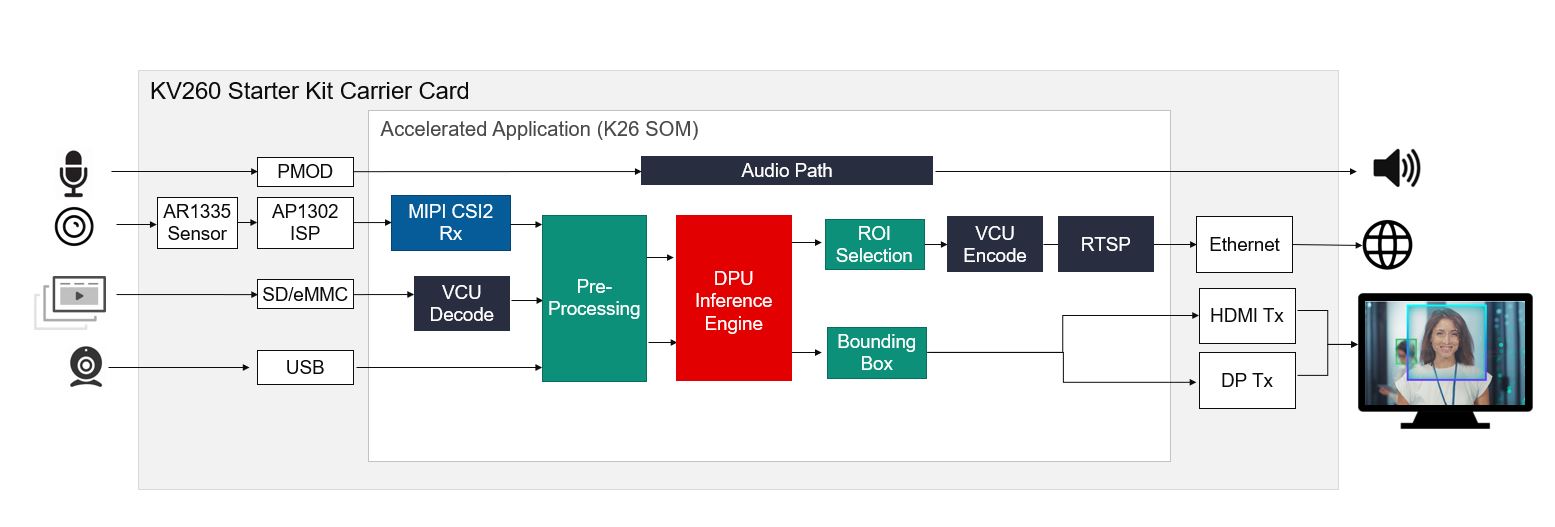 KV260 Starter Kit Carrier Card
Accelerated Application (K26 SOM)
PMOD
Audio Path
AR1335
Sensor
AP1302
ISP
MIPI CSI2
Rx
SD/eMMC
VCU
Decode
USB
Pre-
Processing
DPU
Inference
Engine
ROI
Selection
VCU
Encode
RTSP
Ethernet
Bounding
Box
HDMI Tx
DP Tx